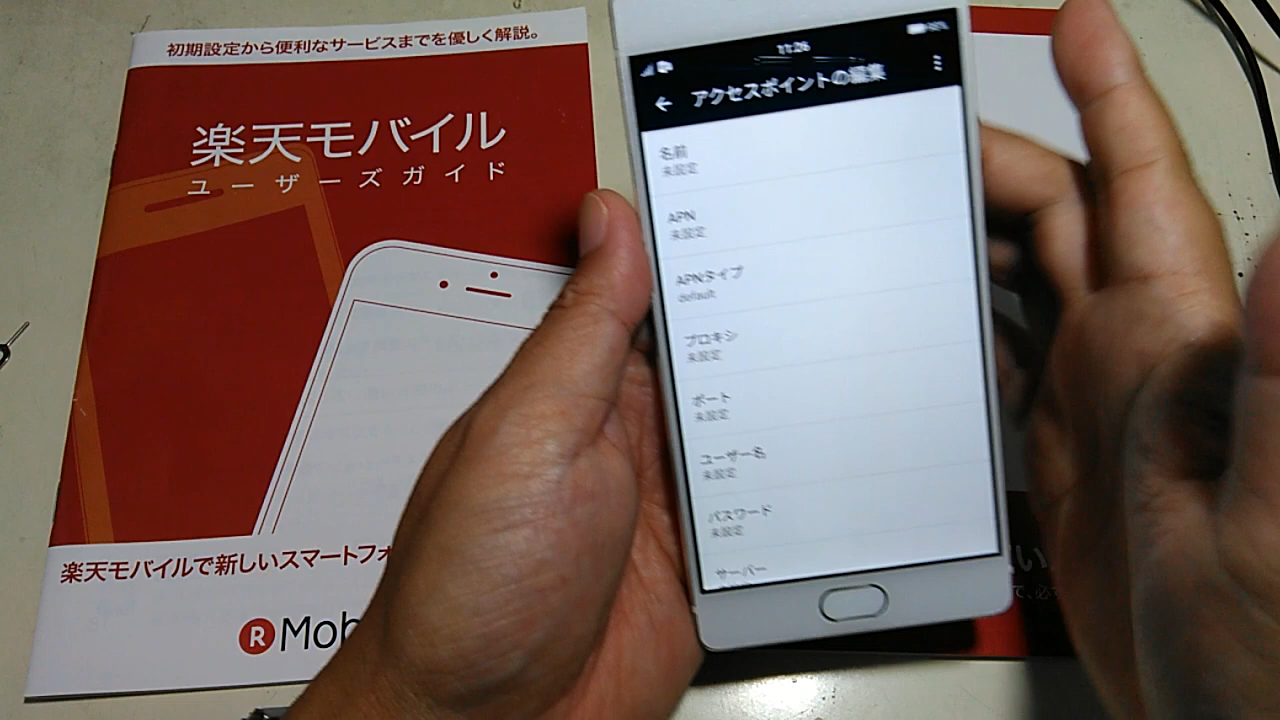 初期設定から便利なサービスまでを優しく解説。
楽天モバイル
ユーザーズガイド
楽天モバイルで新しいスマートフォ
R Mob
11:26
アクセスポイントの編集
名前
未設定
APN
未設定
APNタイプ
default
プロキシ
未設定
ポート
未設定
ユーザー名
未設定
パスワード
未設定
サーバー